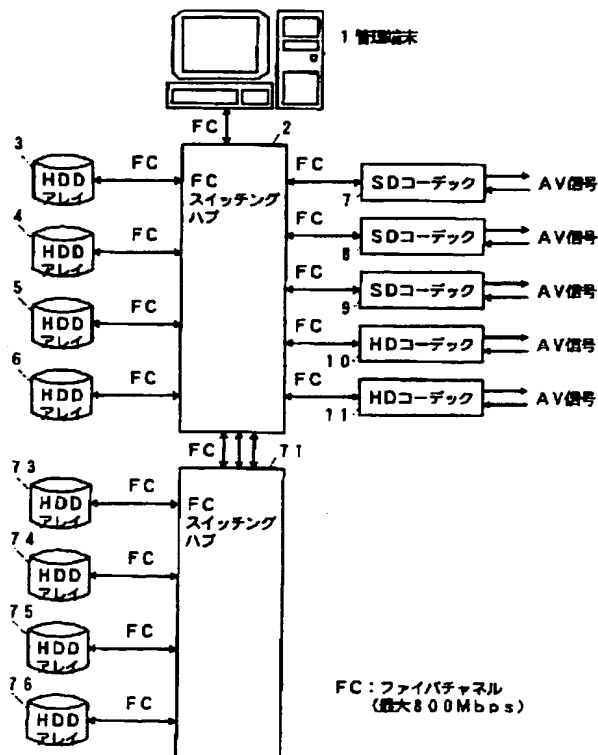 1 管理端末
FC
2
3
HDD
アレイ
FC
FC
スイッチング
ハブ
FC
SDコーデック
7
AV信号
4
HDD
アレイ
FC
FC
SDコーデック
8
AV信号
5
HDD
アレイ
FC
FC
SDコーデック
9
AV信号
6
HDD
アレイ
FC
FC
HDコーデック
10
AV信号
FC
HDコーデック
11
AV信号
FC
71
73
HDD
アレイ
FC
FC
スイッチング
ハブ
74
HDD
アレイ
FC
75
HDD
アレイ
FC
76
HDD
アレイ
FC
FC:ファイバチャネル
(最大800Mbps)